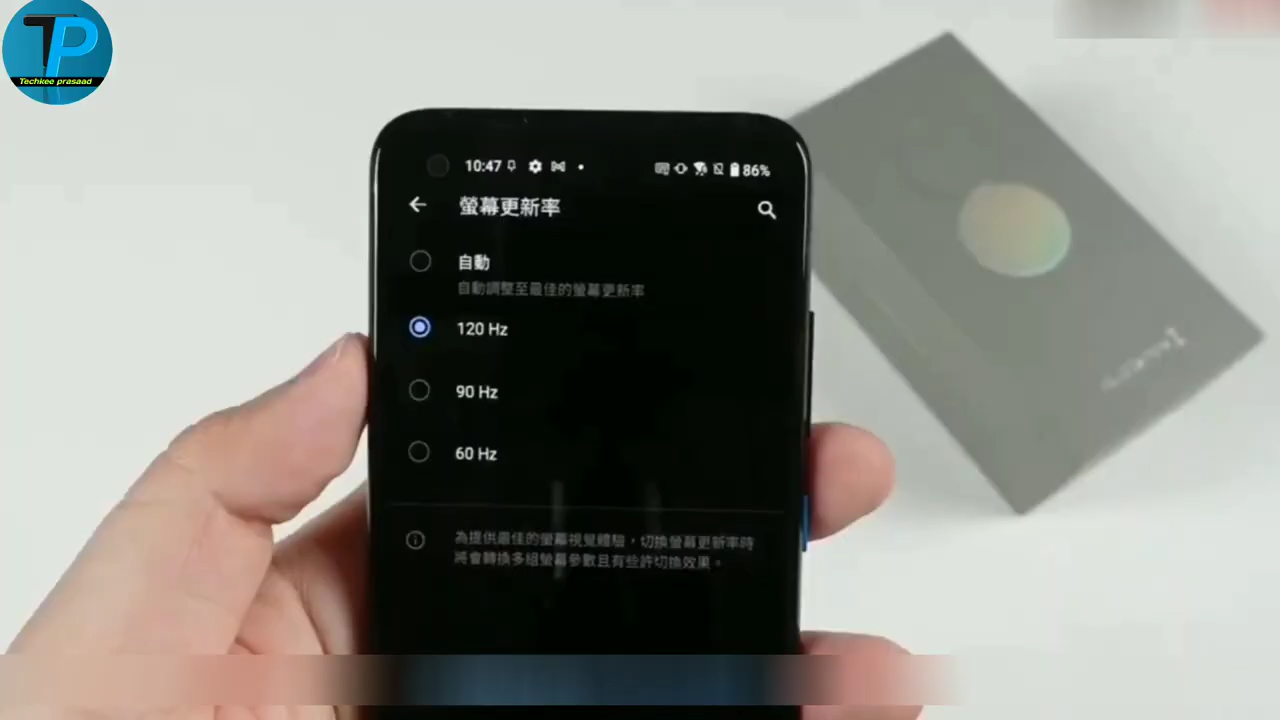 TP
Techkee prasaad
10:47
86%
螢幕更新率
自動
自動調整至最佳的螢幕更新率
120 Hz
90 Hz
60 Hz
為提供最佳的螢幕視覺體驗，切換螢幕更新率時
將會轉換多組螢幕參數且有些許切換效果。